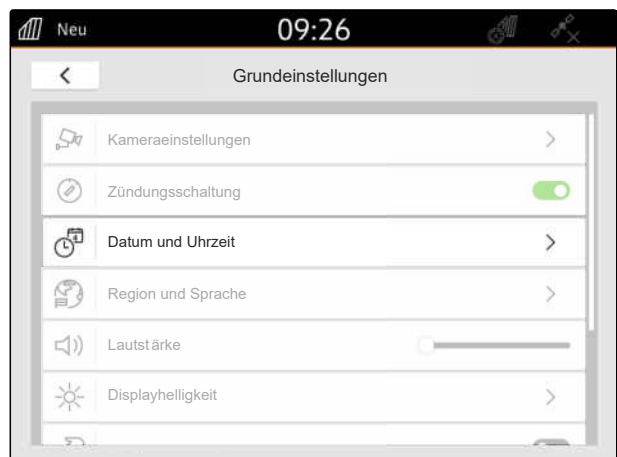 Neu
09:26
Grundeinstellungen
Kameraeinstellungen
Zündungsschaltung
Datum und Uhrzeit
Region und Sprache
Lautstärke
Displayhelligkeit